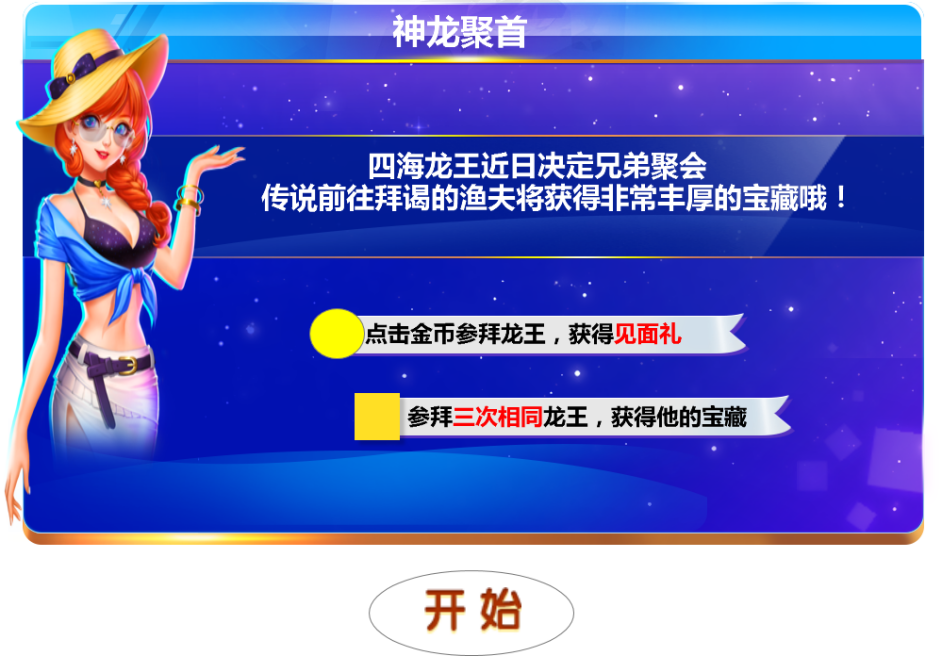 神龙聚首
四海龙王近日决定兄弟聚会
传说前往拜谒的渔夫将获得非常丰厚的宝藏哦！
点击金币参拜龙王，获得见面礼
参拜三次相同龙王，获得他的宝藏
开始